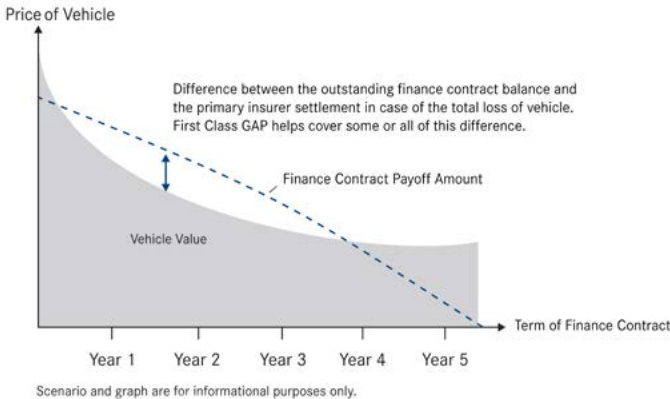 Price of Vehicle
Difference between the outstanding finance contract balance and
the primary insurer settlement in case of the total loss of vehicle.
First Class GAP helps cover some or all of this difference.
Finance Contract Payoff Amount
Vehicle Value
Term of Finance Contract
Year 1 Year 2 Year 3 Year 4 Year 5
Scenario and graph are for informational purposes only.